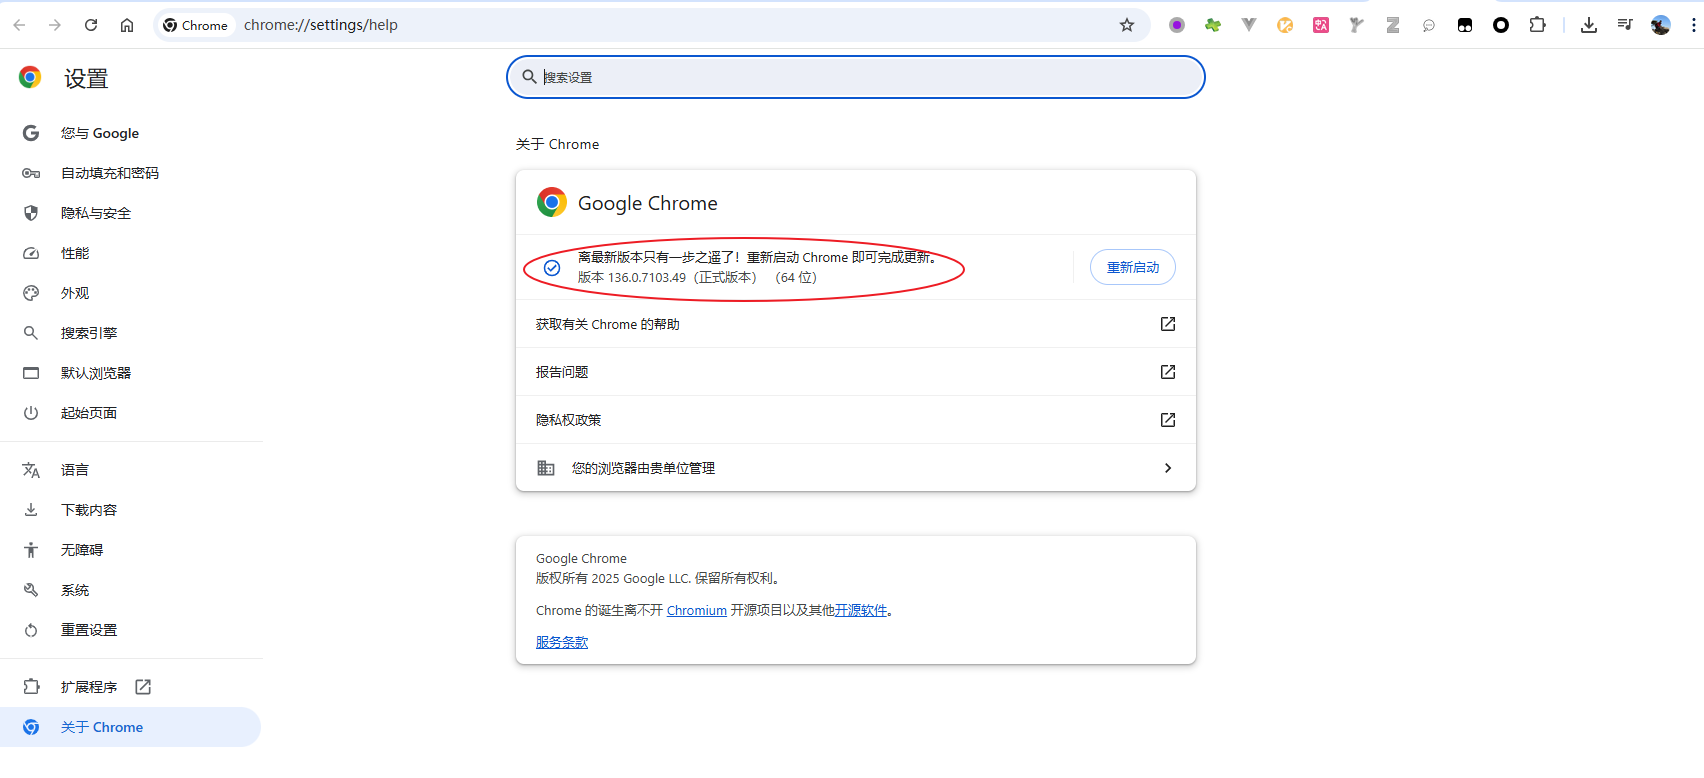 Chrome
chrome://settings/help
设置
搜索设置
您与 Google
自动填充和密码
隐私与安全
性能
外观
搜索引擎
默认浏览器
起始页面
语言
下载内容
无障碍
系统
重置设置
扩展程序
关于 Chrome
关于 Chrome
Google Chrome
离最新版本只有一步之遥了！重新启动 Chrome 即可完成更新。
版本 136.0.7103.49（正式版本） （64 位）
重新启动
获取有关 Chrome 的帮助
报告问题
隐私权政策
您的浏览器由贵单位管理
Google Chrome
版权所有 2025 Google LLC. 保留所有权利。
Chrome 的诞生离不开 Chromium 开源项目以及其他开源软件。
服务条款